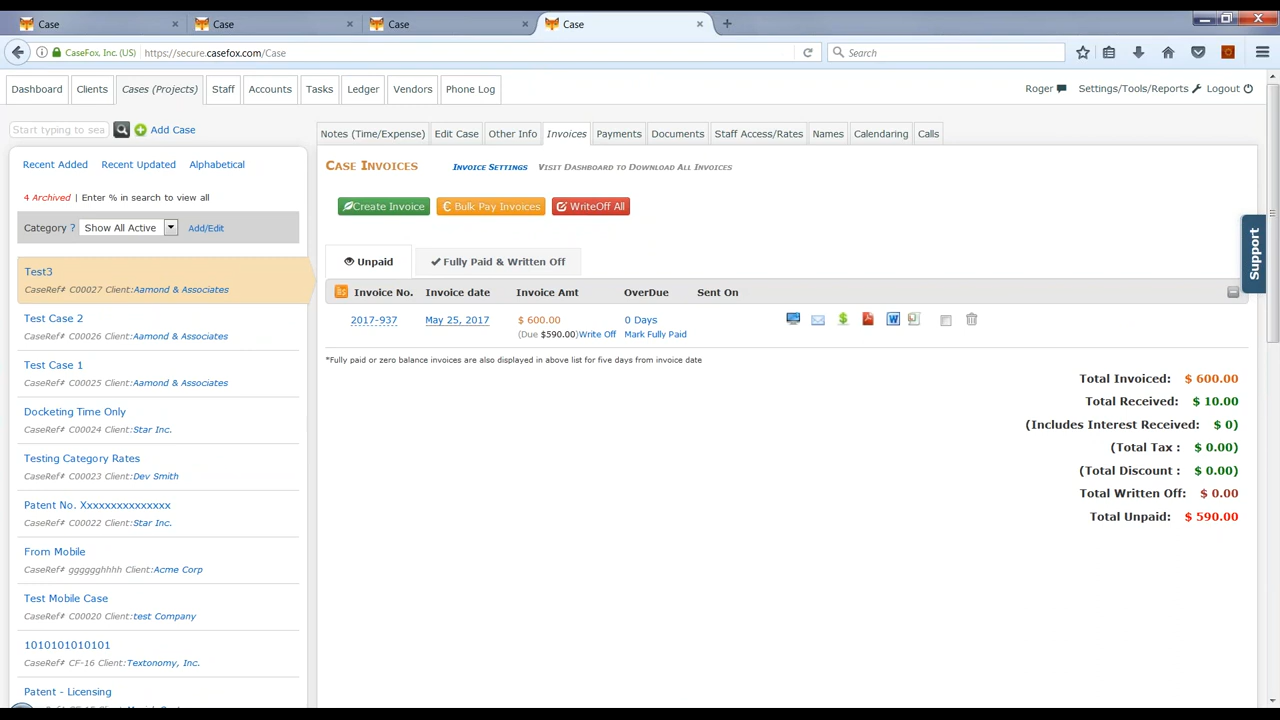 Case
Case
Case
Case
CaseFox, Inc. (US)
https://secure.casefox.com/Case
Search
Dashboard
Clients
Cases (Projects)
Staff
Accounts
Tasks
Ledger
Vendors
Phone Log
Roger
Settings/Tools/Reports
Logout
Start typing to sea
Add Case
Recent Added
Recent Updated
Alphabetical
4 Archived | Enter % in search to view all
Category ? Show All Active Add/Edit
Test3
CaseRef# C00027 Client:Aamond & Associates
Test Case 2
CaseRef# C00026 Client:Aamond & Associates
Test Case 1
CaseRef# C00025 Client:Aamond & Associates
Docketing Time Only
CaseRef# C00024 Client:Star Inc.
Testing Category Rates
CaseRef# C00023 Client:Dev Smith
Patent No. Xxxxxxxxxxxxxxx
CaseRef# C00022 Client:Star Inc.
From Mobile
CaseRef# gggggghhhh Client:Acme Corp
Test Mobile Case
CaseRef# C00020 Client:test Company
1010101010101
CaseRef# CF-16 Client:Textonomy, Inc.
Patent - Licensing
Notes (Time/Expense)
Edit Case
Other Info
Invoices
Payments
Documents
Staff Access/Rates
Names
Calendaring
Calls
Case Invoices
Invoice Settings
Visit Dashboard to Download All Invoices
Create Invoice
Bulk Pay Invoices
WriteOff All
Unpaid
Fully Paid & Written Off
Invoice No. Invoice date Invoice Amt OverDue Sent On
2017-937 May 25, 2017 $ 600.00 0 Days
(Due $590.00)Write Off Mark Fully Paid
*Fully paid or zero balance invoices are also displayed in above list for five days from invoice date
Total Invoiced: $ 600.00
Total Received: $ 10.00
(Includes Interest Received: $ 0)
(Total Tax : $ 0.00)
(Total Discount : $ 0.00)
Total Written Off: $ 0.00
Total Unpaid: $ 590.00
Support